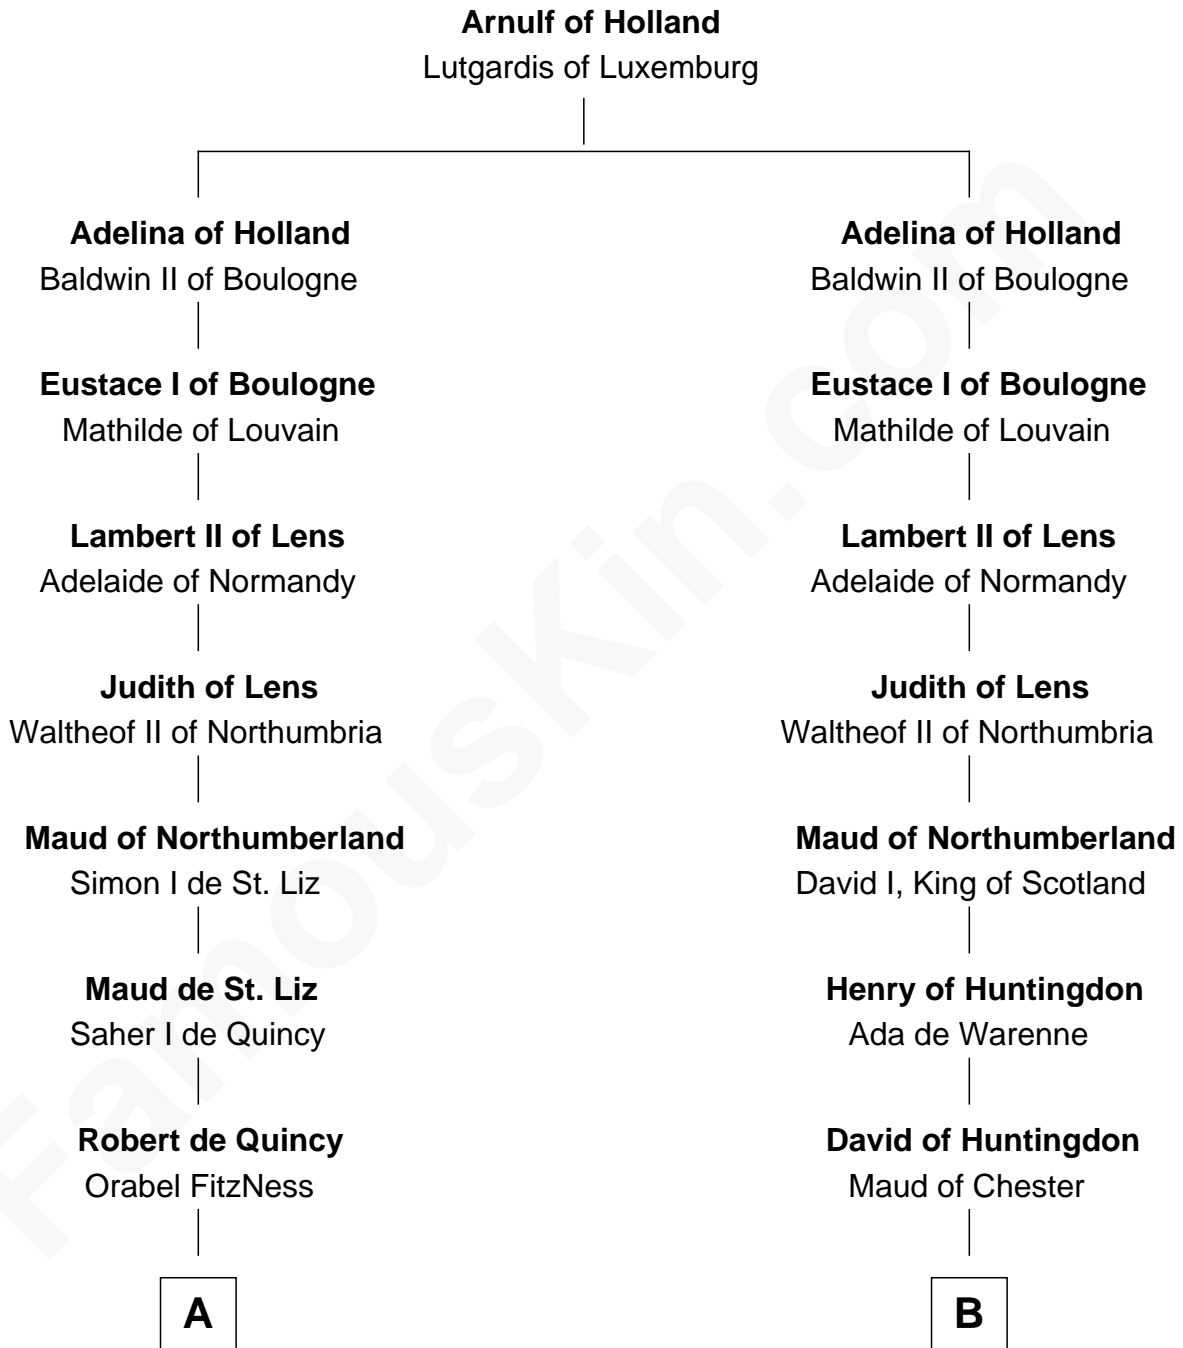 Arnulf of Holland
Lutgardis of Luxemburg
Adelina of Holland
Baldwin II of Boulogne
Eustace I of Boulogne
Mathilde of Louvain
Lambert II of Lens
Adelaide of Normandy
Judith of Lens
Waltheof II of Northumbria
Maud of Northumberland
Simon I de St. Liz
Maud de St. Liz
Saher I de Quincy
Robert de Quincy
Orabel FitzNess
A
Adelina of Holland
Baldwin II of Boulogne
Eustace I of Boulogne
Mathilde of Louvain
Lambert II of Lens
Adelaide of Normandy
Judith of Lens
Waltheof II of Northumbria
Maud of Northumberland
David I, King of Scotland
Henry of Huntingdon
Ada de Warenne
David of Huntingdon
Maud of Chester
B
FamousKin.com